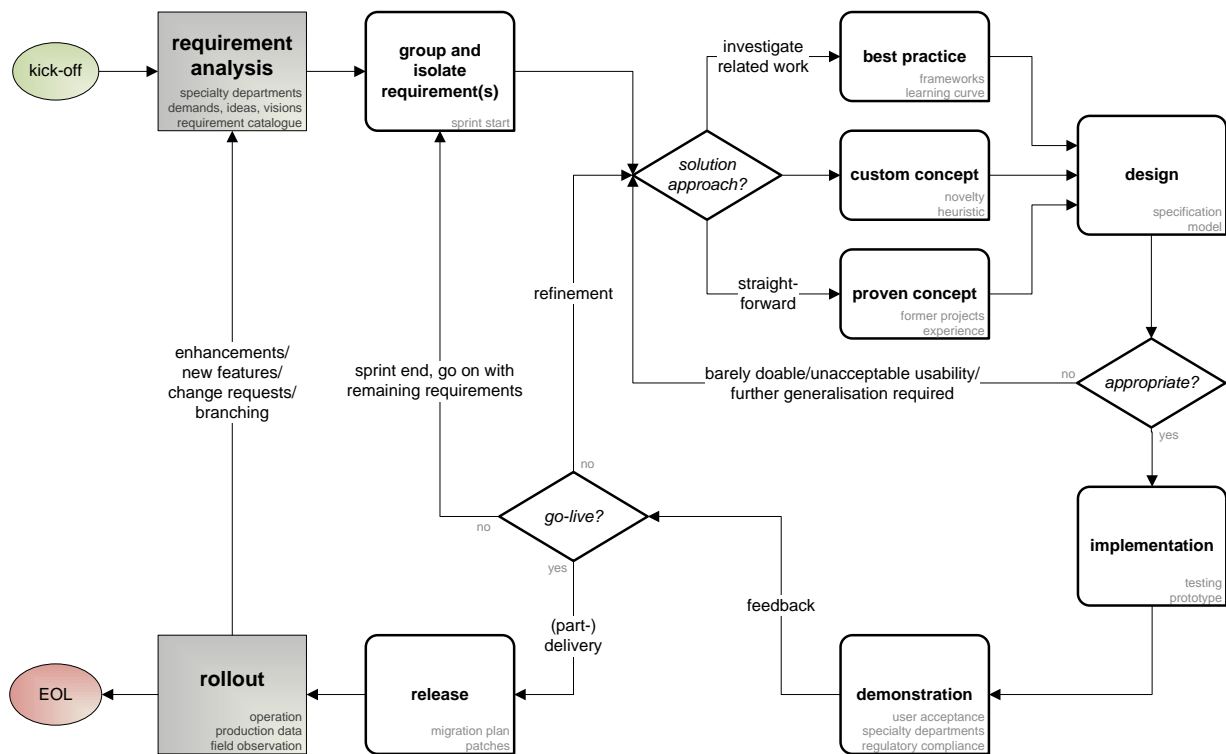 kick-off
requirement
analysis
specialty departments
demands, ideas, visions
requirement catalogue
group and
isolate
requirement(s)
sprint start
investigate
related work
best practice
frameworks
learning curve
solution
approach?
custom concept
novelty
heuristic
straight-
forward
proven concept
former projects
experience
design
specification
model
refinement
enhancements/
new features/
change requests/
branching
sprint end, go on with
remaining requirements
barely doable/unacceptable usability/
further generalisation required
no
appropriate?
yes
no
go-live?
no
yes
implementation
testing
prototype
feedback
(part-)
delivery
EOL
rollout
operation
production data
field observation
release
migration plan
patches
demonstration
user acceptance
specialty departments
regulatory compliance